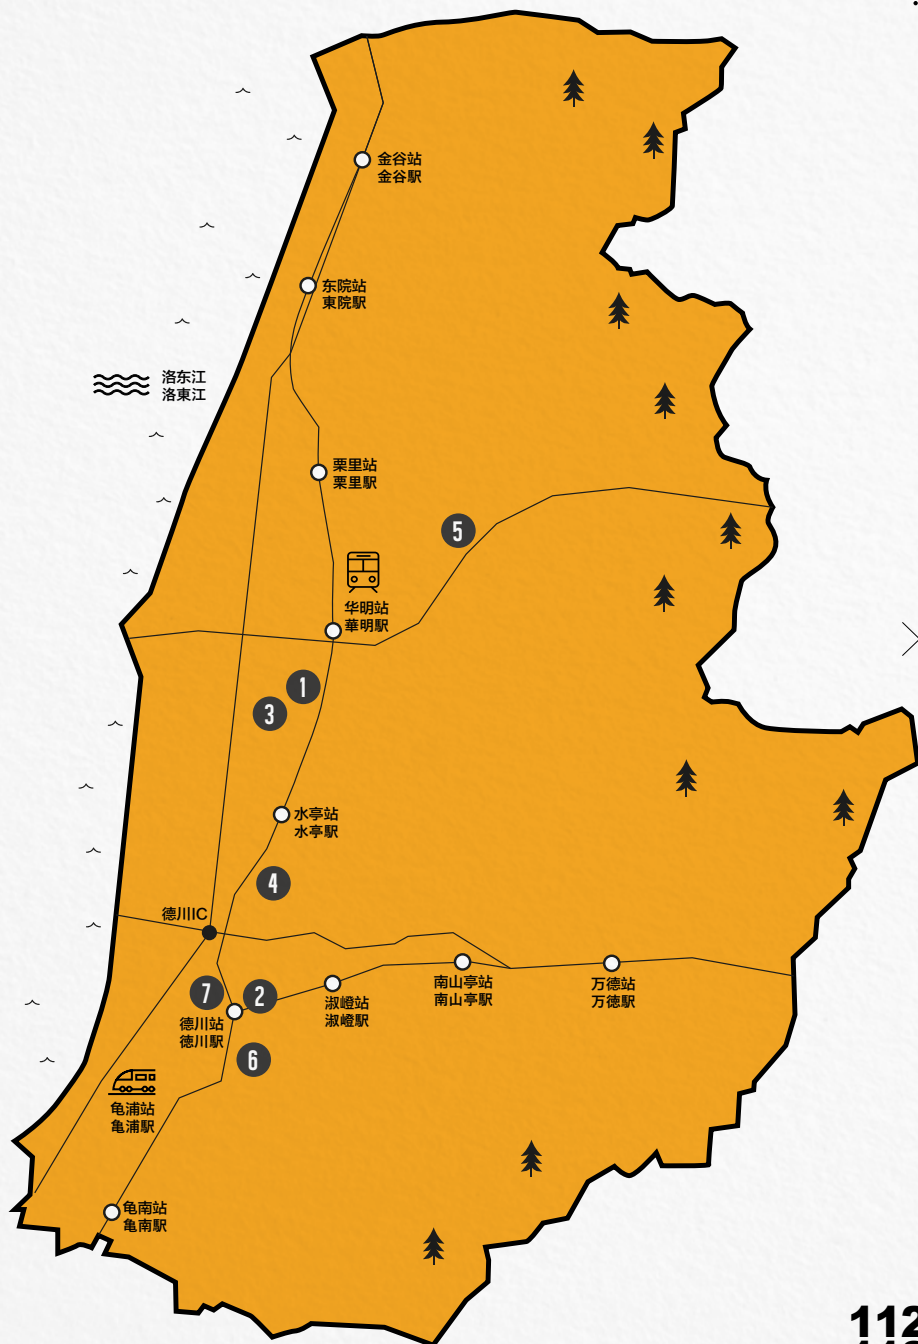 金谷站
金谷駅
东院站
東院駅
洛东江
洛東江
栗里站
栗里駅
5
华明站
華明駅
1
3
水亭站
水亭駅
4
德川IC
南山亭站
南山亭駅
万德站
万徳駅
7
2
淑嶝站
淑嶝駅
德川站
徳川駅
6
亀浦站
亀浦駅
亀南站
亀南駅
112